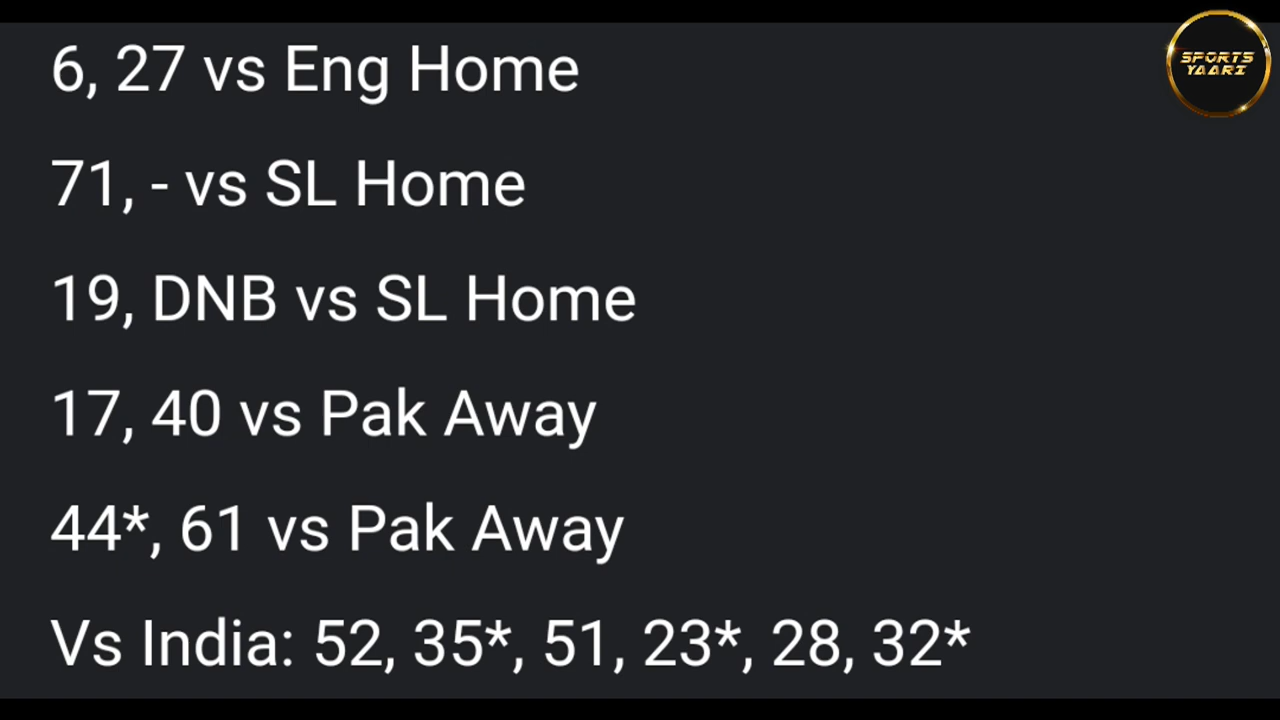 6, 27 vs Eng Home
71, - vs SL Home
19, DNB vs SL Home
17, 40 vs Pak Away
44*, 61 vs Pak Away
Vs India: 52, 35*, 51, 23*, 28, 32*
SPORTS
YAARI